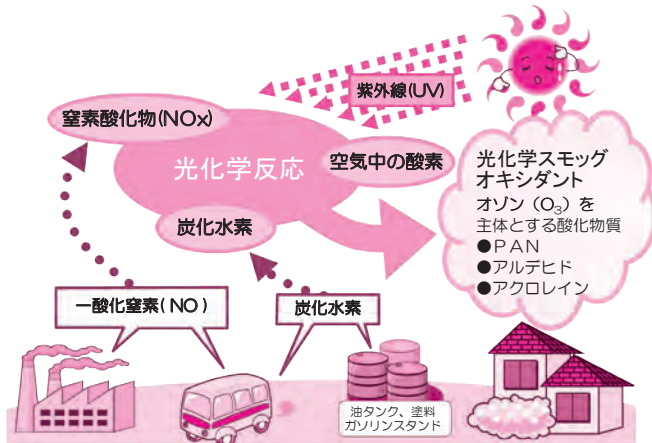 紫外線(UV)
窒素酸化物(NOx)
光化学反応
空気中の酸素
炭化水素
光化学スモッグ
オキシダント
オゾン（O₃）を
主体とする酸化物質
●PAN
●アルデヒド
●アクロレイン
一酸化窒素(NO)
炭化水素
油タンク、塗料
ガソリンスタンド